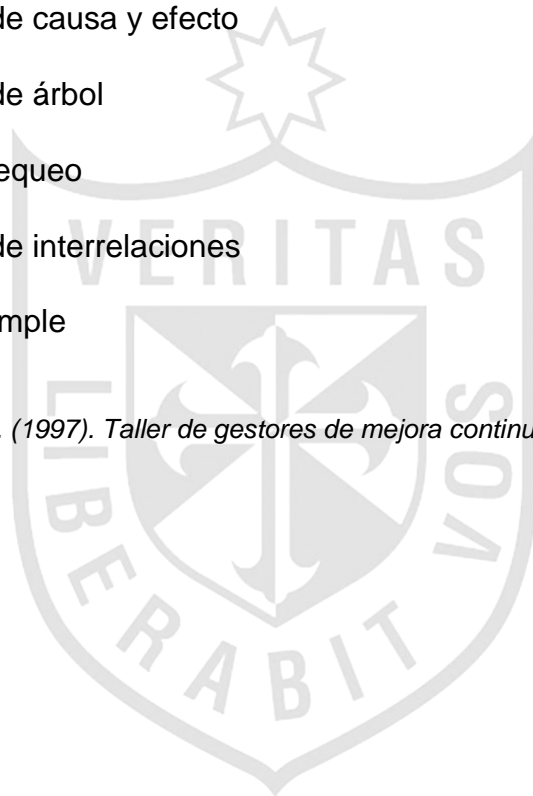 de causa y efecto
de árbol
equeo
de interrelaciones
mple
. (1997). Taller de gestores de mejora continu
VERITAS
LIBERABIT VOS